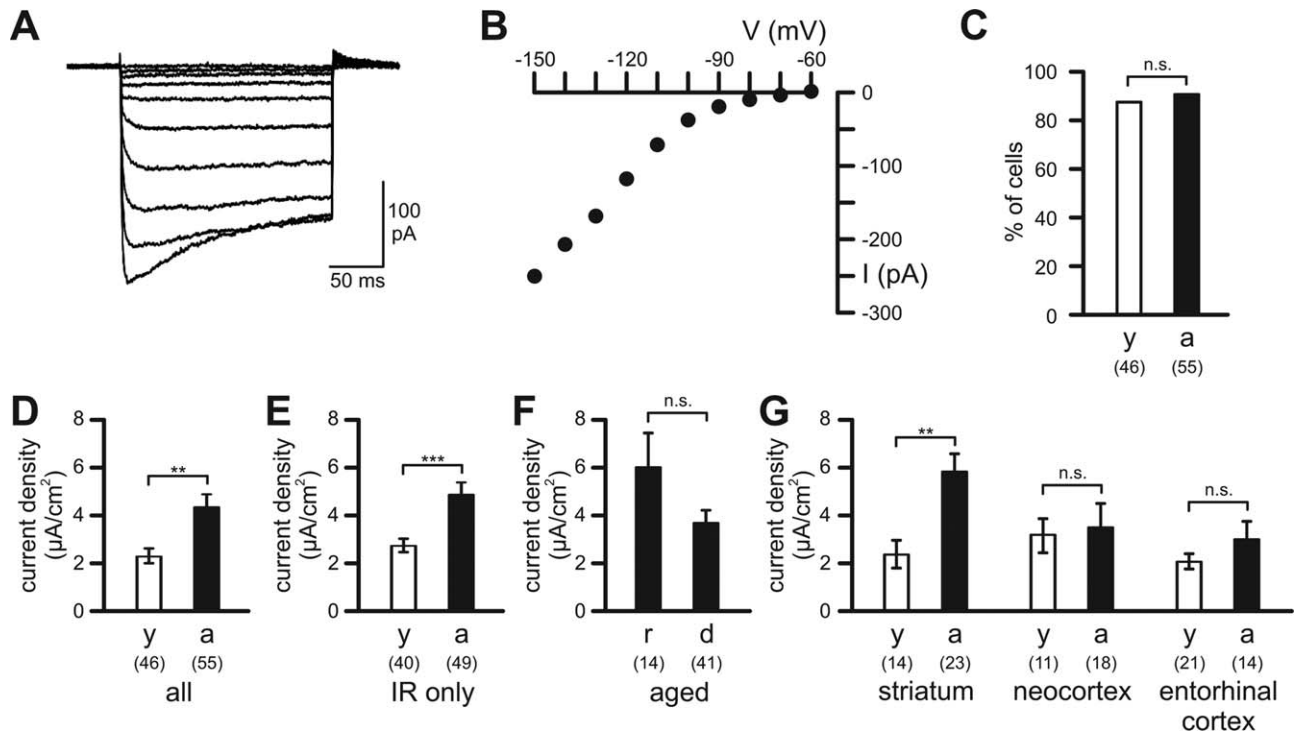 A
100
pA
50 ms
B
V (mV)
-150 -120 -90 -60
0
-100
-200
I (pA)
-300
C
n.s.
100
80
60
40
20
0
% of cells
y a
(46) (55)
D
8
6
4
2
0
current density
(µA/cm²)
**
y a
(46) (55)
all
E
8
6
4
2
0
current density
(µA/cm²)
***
y a
(40) (49)
IR only
F
8
6
4
2
0
current density
(µA/cm²)
n.s.
r d
(14) (41)
aged
G
8
6
4
2
0
current density
(µA/cm²)
** n.s. n.s.
y a y a y a
(14) (23) (11) (18) (21) (14)
striatum neocortex entorhinal
cortex